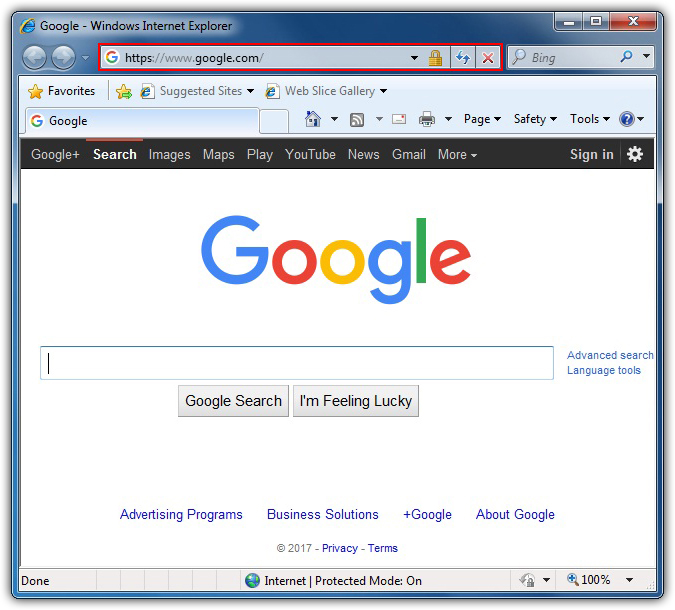 Google - Windows Internet Explorer
https://www.google.com/
Bing
Favorites
Suggested Sites
Web Slice Gallery
Google
Page
Safety
Tools
Google+ Search Images Maps Play YouTube News Gmail More
Sign in
Google
Advanced search
Language tools
Google Search
I'm Feeling Lucky
Advertising Programs
Business Solutions
+Google
About Google
© 2017 - Privacy - Terms
Done
Internet | Protected Mode: On
100%